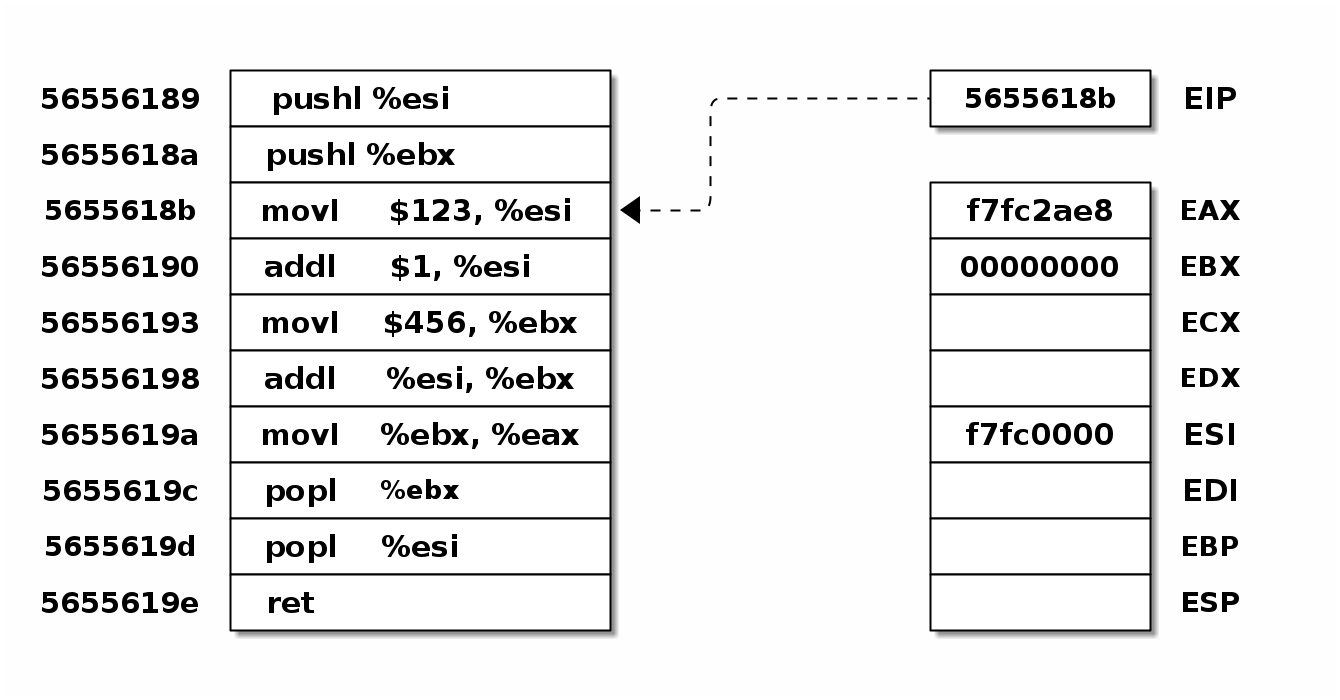 56556189 pushl %esi 5655618b EIP
5655618a pushl %ebx
5655618b movl $123, %esi f7fc2ae8 EAX
56556190 addl $1, %esi 00000000 EBX
56556193 movl $456, %ebx ECX
56556198 addl %esi, %ebx EDX
5655619a movl %ebx, %eax f7fc0000 ESI
5655619c popl %ebx EDI
5655619d popl %esi EBP
5655619e ret ESP